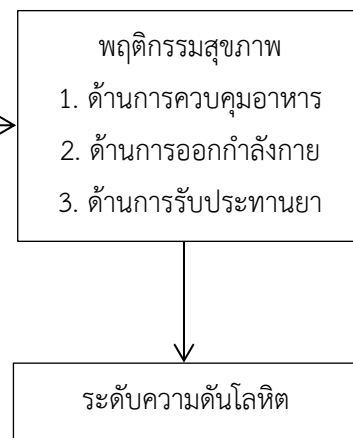 พฤติกรรมสุขภาพ
1. ด้านการควบคุมอาหาร
2. ด้านการออกกำลังกาย
3. ด้านการรับประทานยา
ระดับความดันโลหิต